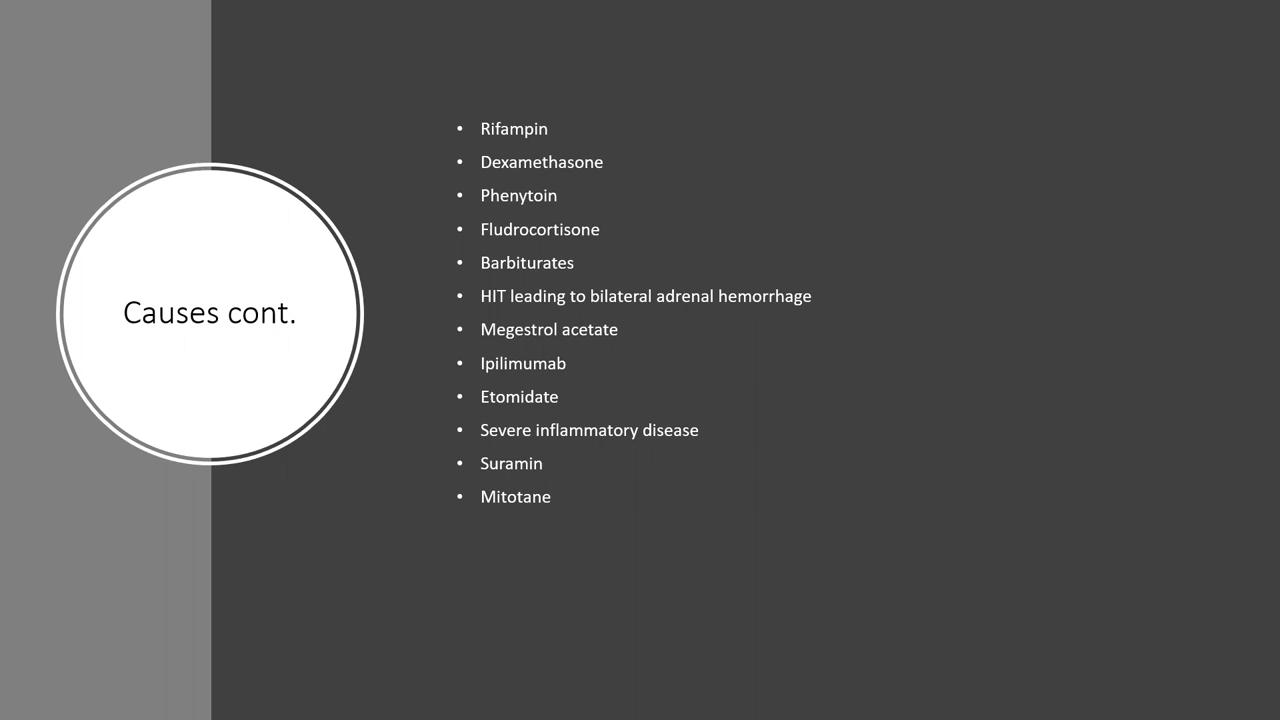 Causes cont.
• Rifampin
• Dexamethasone
• Phenytoin
• Fludrocortisone
• Barbiturates
• HIT leading to bilateral adrenal hemorrhage
• Megestrol acetate
• Ipilimumab
• Etomidate
• Severe inflammatory disease
• Suramin
• Mitotane